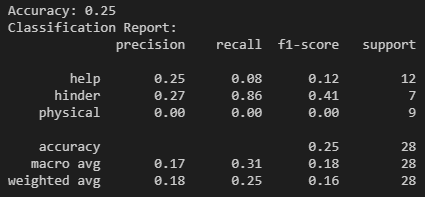 Accuracy: 0.25
Classification Report:
precision recall f1-score support
help 0.25 0.08 0.12 12
hinder 0.27 0.86 0.41 7
physical 0.00 0.00 0.00 9
accuracy 0.25 28
macro avg 0.17 0.31 0.18 28
weighted avg 0.18 0.25 0.16 28